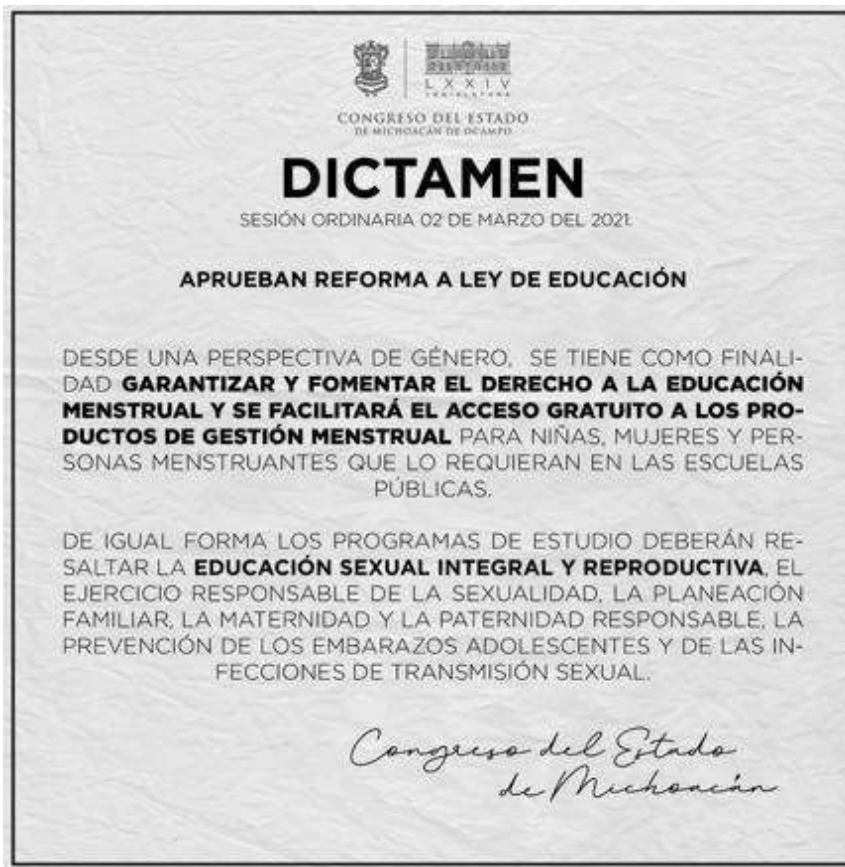 LXXIV
LEGISLATURA
CONGRESO DEL ESTADO
DE MICHOACÁN DE OCAMPO
DICTAMEN
SESIÓN ORDINARIA 02 DE MARZO DEL 2021.
APRUEBAN REFORMA A LEY DE EDUCACIÓN
DESDE UNA PERSPECTIVA DE GÉNERO, SE TIENE COMO FINALI-
DAD GARANTIZAR Y FOMENTAR EL DERECHO A LA EDUCACIÓN
MENSTRUAL Y SE FACILITARÁ EL ACCESO GRATUITO A LOS PRO-
DUCTOS DE GESTIÓN MENSTRUAL PARA NIÑAS, MUJERES Y PER-
SONAS MENSTRUANTES QUE LO REQUIERAN EN LAS ESCUELAS
PÚBLICAS.
DE IGUAL FORMA LOS PROGRAMAS DE ESTUDIO DEBERÁN RE-
SALTAR LA EDUCACIÓN SEXUAL INTEGRAL Y REPRODUCTIVA, EL
EJERCICIO RESPONSABLE DE LA SEXUALIDAD, LA PLANEACIÓN
FAMILIAR, LA MATERNIDAD Y LA PATERNIDAD RESPONSABLE, LA
PREVENCIÓN DE LOS EMBARAZOS ADOLESCENTES Y DE LAS IN-
FECCIONES DE TRANSMISIÓN SEXUAL.
Congreso del Estado
de Michoacán